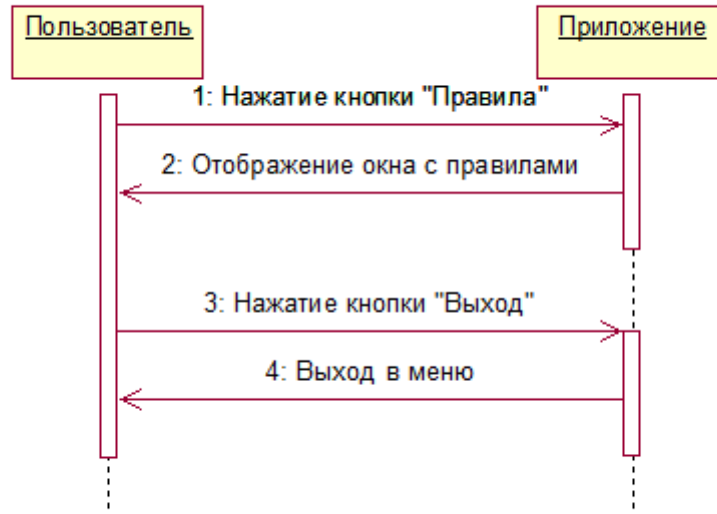 Пользователь
Приложение
1: Нажатие кнопки "Правила"
2: Отображение окна с правилами
3: Нажатие кнопки "Выход"
4: Выход в меню